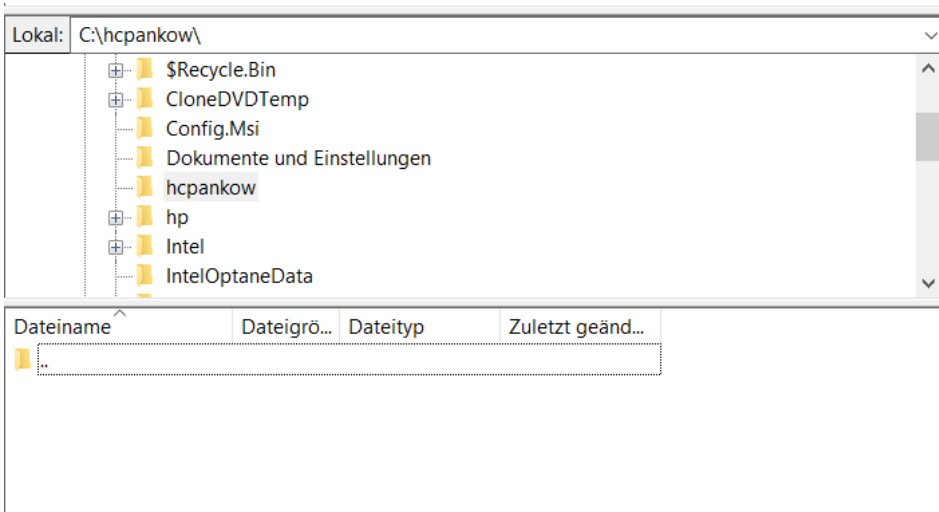 Lokal: C:\hcpankow\
$Recycle.Bin
CloneDVDTemp
Config.Msi
Dokumente und Einstellungen
hcpankow
hp
Intel
IntelOptaneData
Dateiname Dateigrö... Dateityp Zuletzt geänd...
..